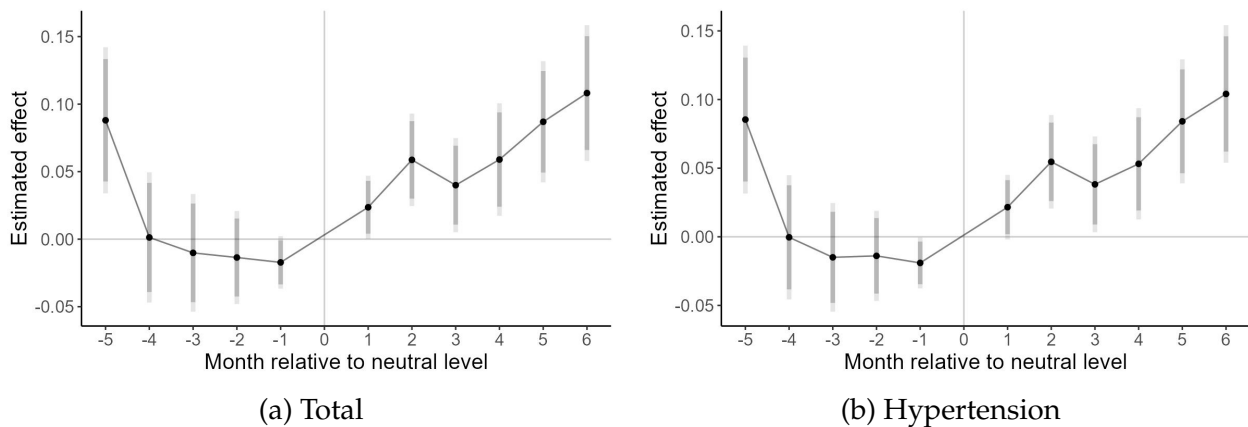 0.15
0.10
0.05
0.00
-0.05
Estimated effect
-5 -4 -3 -2 -1 0 1 2 3 4 5 6
Month relative to neutral level
(a) Total
0.15
0.10
0.05
0.00
-0.05
Estimated effect
-5 -4 -3 -2 -1 0 1 2 3 4 5 6
Month relative to neutral level
(b) Hypertension